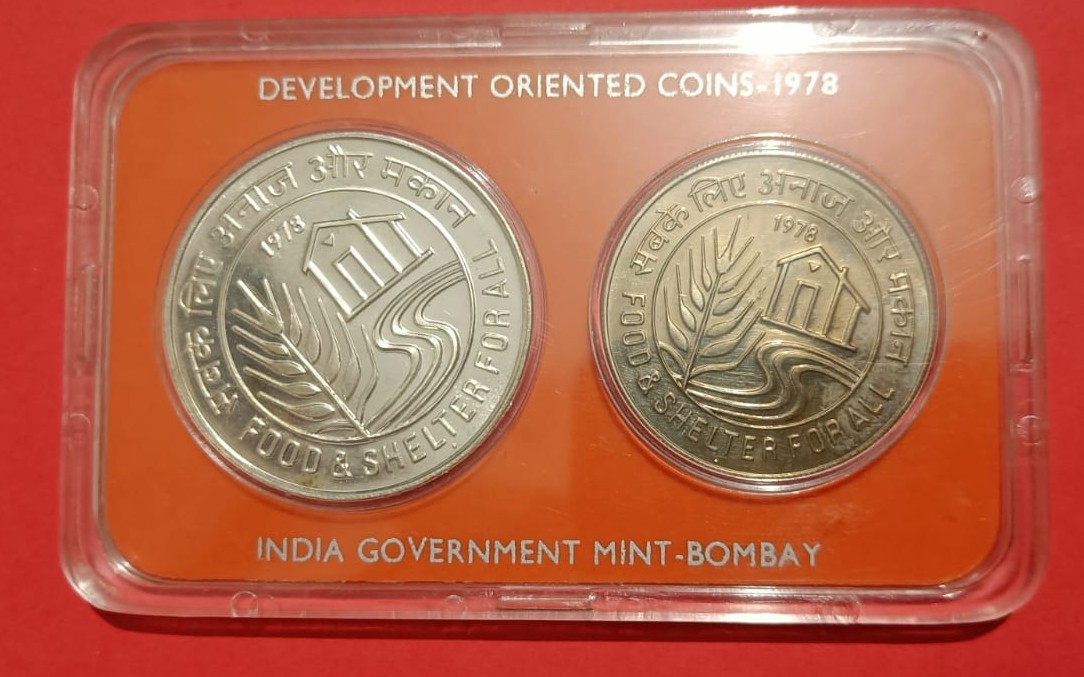 DEVELOPMENT ORIENTED COINS-1978
सबके लिए अनाज और मकान
1978
FOOD & SHELTER FOR ALL
सबके लिए अनाज और मकान
1978
FOOD & SHELTER FOR ALL
INDIA GOVERNMENT MINT-BOMBAY